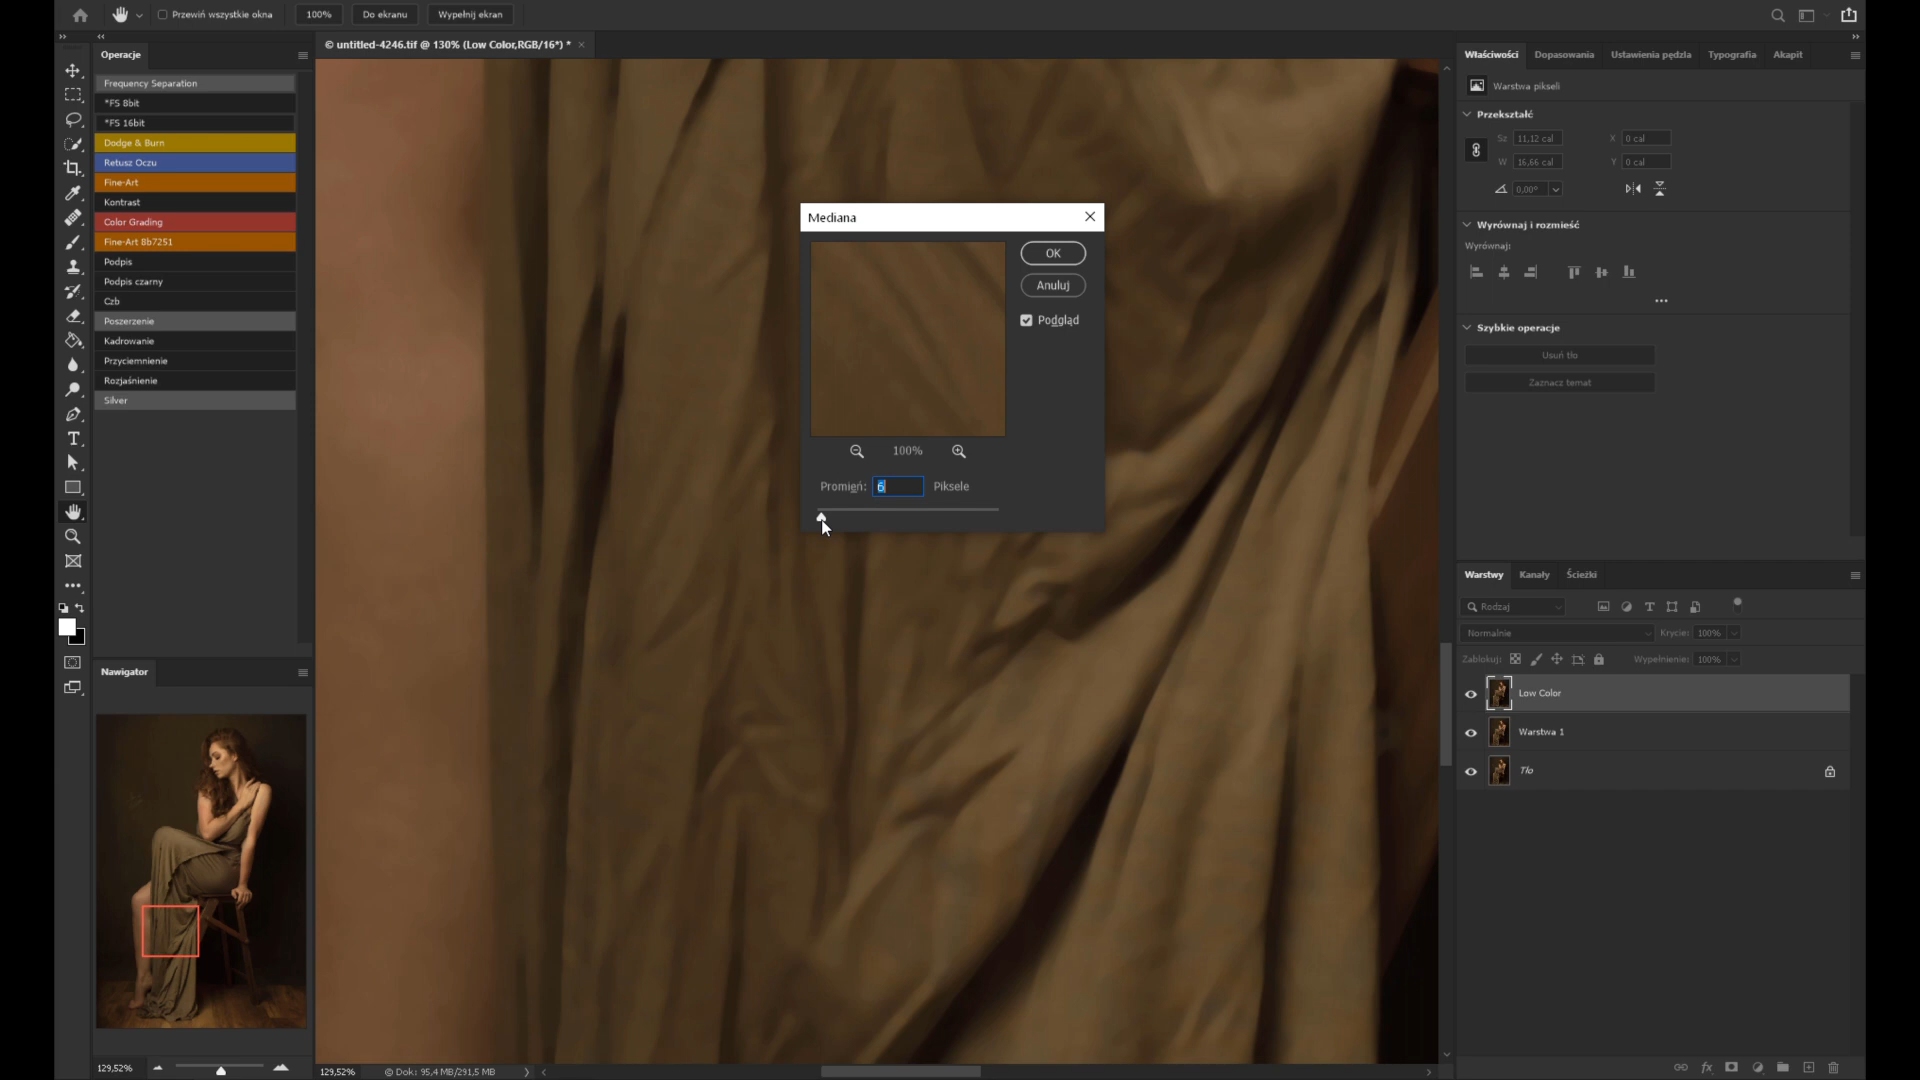 Przewiń wszystkie okna
100%
Do ekranu
Wypełnij ekran
Operacje
© untitled-4246.tif @ 130% (Low Color,RGB/16*) *
Frequency Separation
*FS 8bit
*FS 16bit
Dodge & Burn
Retusz Oczu
Fine-Art
Kontrast
Color Grading
Fine-Art 8b7251
Podpis
Podpis czarny
Czb
Poszerzenie
Kadrowanie
Przyciemnienie
Rozjaśnienie
Silver
Nawigator
129,52%
Mediana
OK
Anuluj
Podgląd
100%
Promień: 6 Piksele
129,52%
© Dok: 95,4 MB/291,5 MB
Właściwości
Dopasowania
Ustawienia pędzla
Typografia
Akapit
Warstwa pikseli
Przekształć
Sz 11,12 cal X 0 cal
W 16,66 cal Y 0 cal
0,00°
Wyrównaj i rozmieść
Wyrównaj:
Szybkie operacje
Usuń tło
Zaznacz temat
Warstwy
Kanały
Ścieżki
Rodzaj
Normalnie
Krycie: 100%
Zablokuj:
Wypełnienie: 100%
Low Color
Warstwa 1
Tło